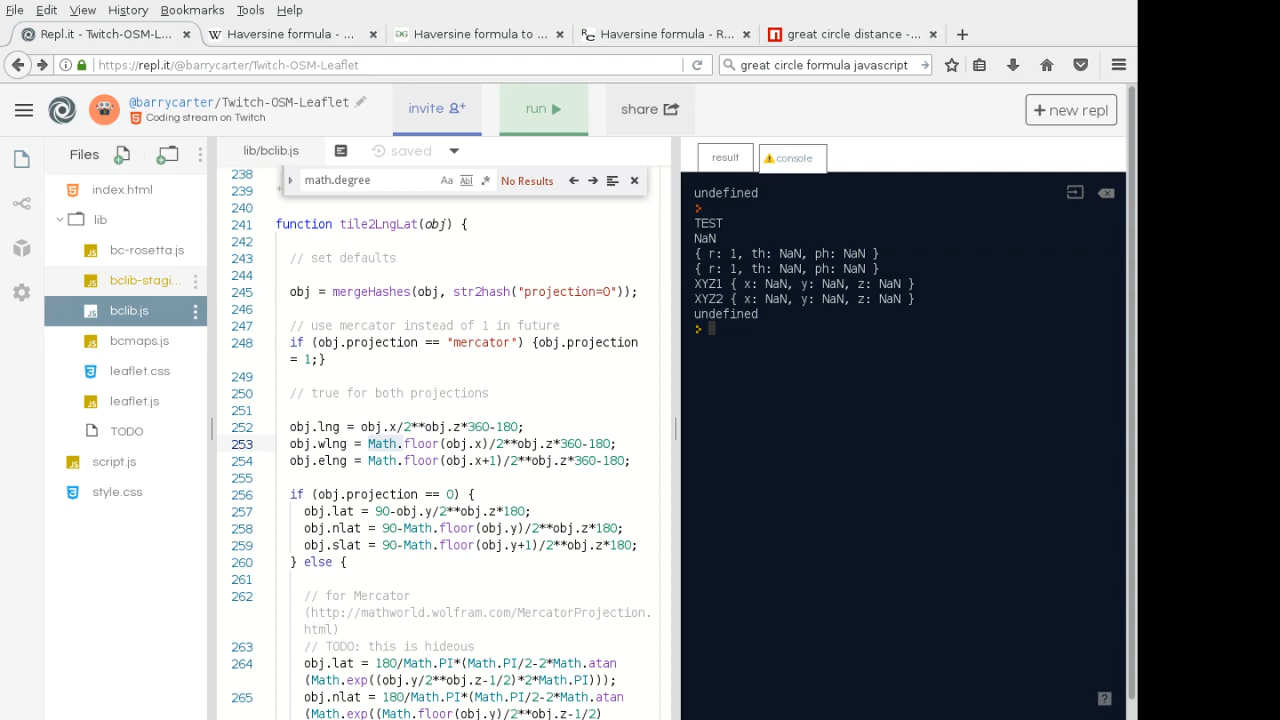 File Edit View History Bookmarks Tools Help
Repl.it - Twitch-OSM-L... × Haversine formula - ... × Haversine formula to ... × Haversine formula - R... × great circle distance -... × +
https://repl.it/@barrycarter/Twitch-OSM-Leaflet great circle formula javascript
@barrycarter/Twitch-OSM-Leaflet
Coding stream on Twitch
invite run share + new repl
Files
index.html
lib
bc-rosetta.js
bclib-stagi...
bclib.js
bcmaps.js
leaflet.css
leaflet.js
TODO
script.js
style.css
lib/bclib.js saved
math.degree Aa Abl .* No Results
238
239 *
240
241 function tile2LngLat(obj) {
242
243 // set defaults
244
245 obj = mergeHashes(obj, str2hash("projection=0"));
246
247 // use mercator instead of 1 in future
248 if (obj.projection == "mercator") {obj.projection
= 1;}
249
250 // true for both projections
251
252 obj.lng = obj.x/2**obj.z*360-180;
253 obj.wlng = Math.floor(obj.x)/2**obj.z*360-180;
254 obj.elng = Math.floor(obj.x+1)/2**obj.z*360-180;
255
256 if (obj.projection == 0) {
257 obj.lat = 90-obj.y/2**obj.z*180;
258 obj.nlat = 90-Math.floor(obj.y)/2**obj.z*180;
259 obj.slat = 90-Math.floor(obj.y+1)/2**obj.z*180;
260 } else {
261
262 // for Mercator
(http://mathworld.wolfram.com/MercatorProjection.
html)
263 // TODO: this is hideous
264 obj.lat = 180/Math.PI*(Math.PI/2-2*Math.atan
(Math.exp((obj.y/2**obj.z-1/2)*2*Math.PI)));
265 obj.nlat = 180/Math.PI*(Math.PI/2-2*Math.atan
(Math.exp((Math.floor(obj.y)/2**obj.z-1/2)
result console
undefined
>
TEST
NaN
{ r: 1, th: NaN, ph: NaN }
{ r: 1, th: NaN, ph: NaN }
XYZ1 { x: NaN, y: NaN, z: NaN }
XYZ2 { x: NaN, y: NaN, z: NaN }
undefined
>
?